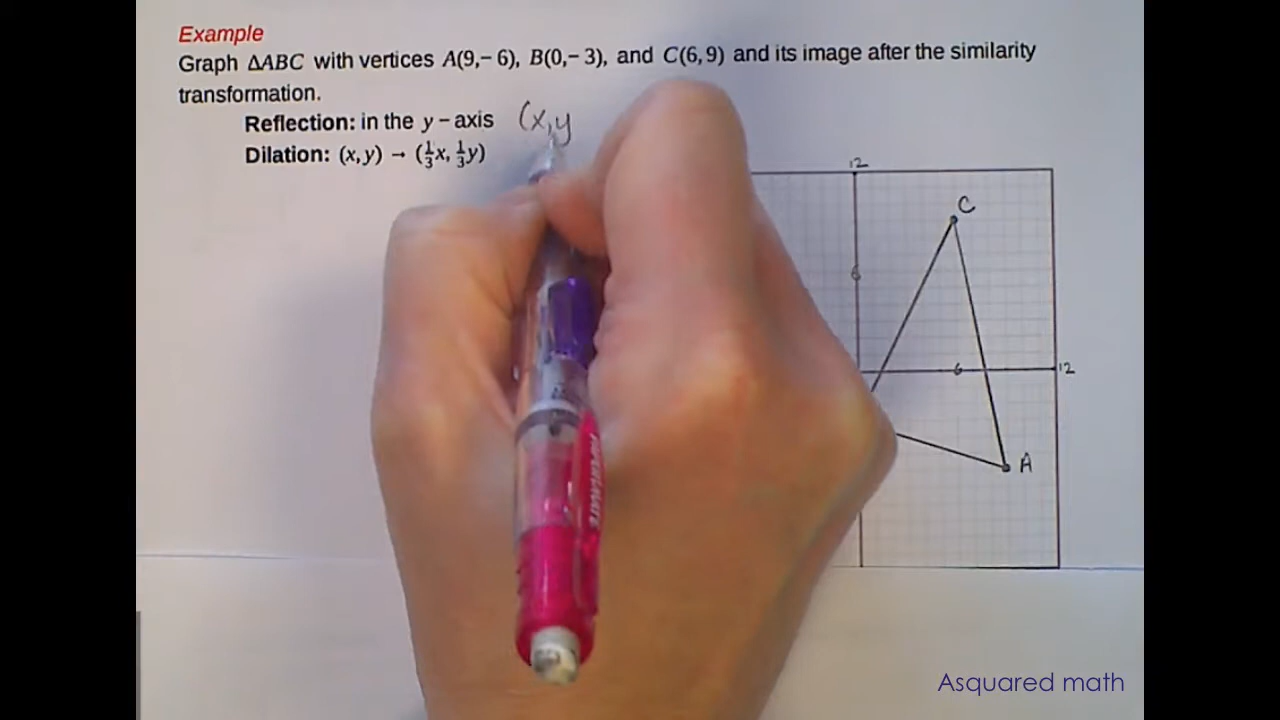 Example
Graph ΔABC with vertices A(9,– 6), B(0,– 3), and C(6, 9) and its image after the similarity
transformation.
Reflection: in the y – axis (x,y
Dilation: (x, y) → (⅓x, ⅓y)
12
C
6
6
12
A
Asquared math